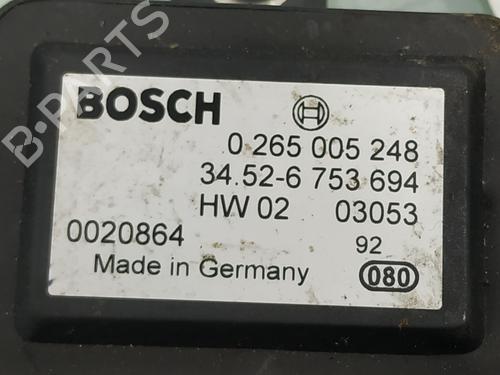 B-PARTS
BOSCH
0 265 005 248
34.52-6 753 694
HW 02 03053
0020864 92
Made in Germany 080